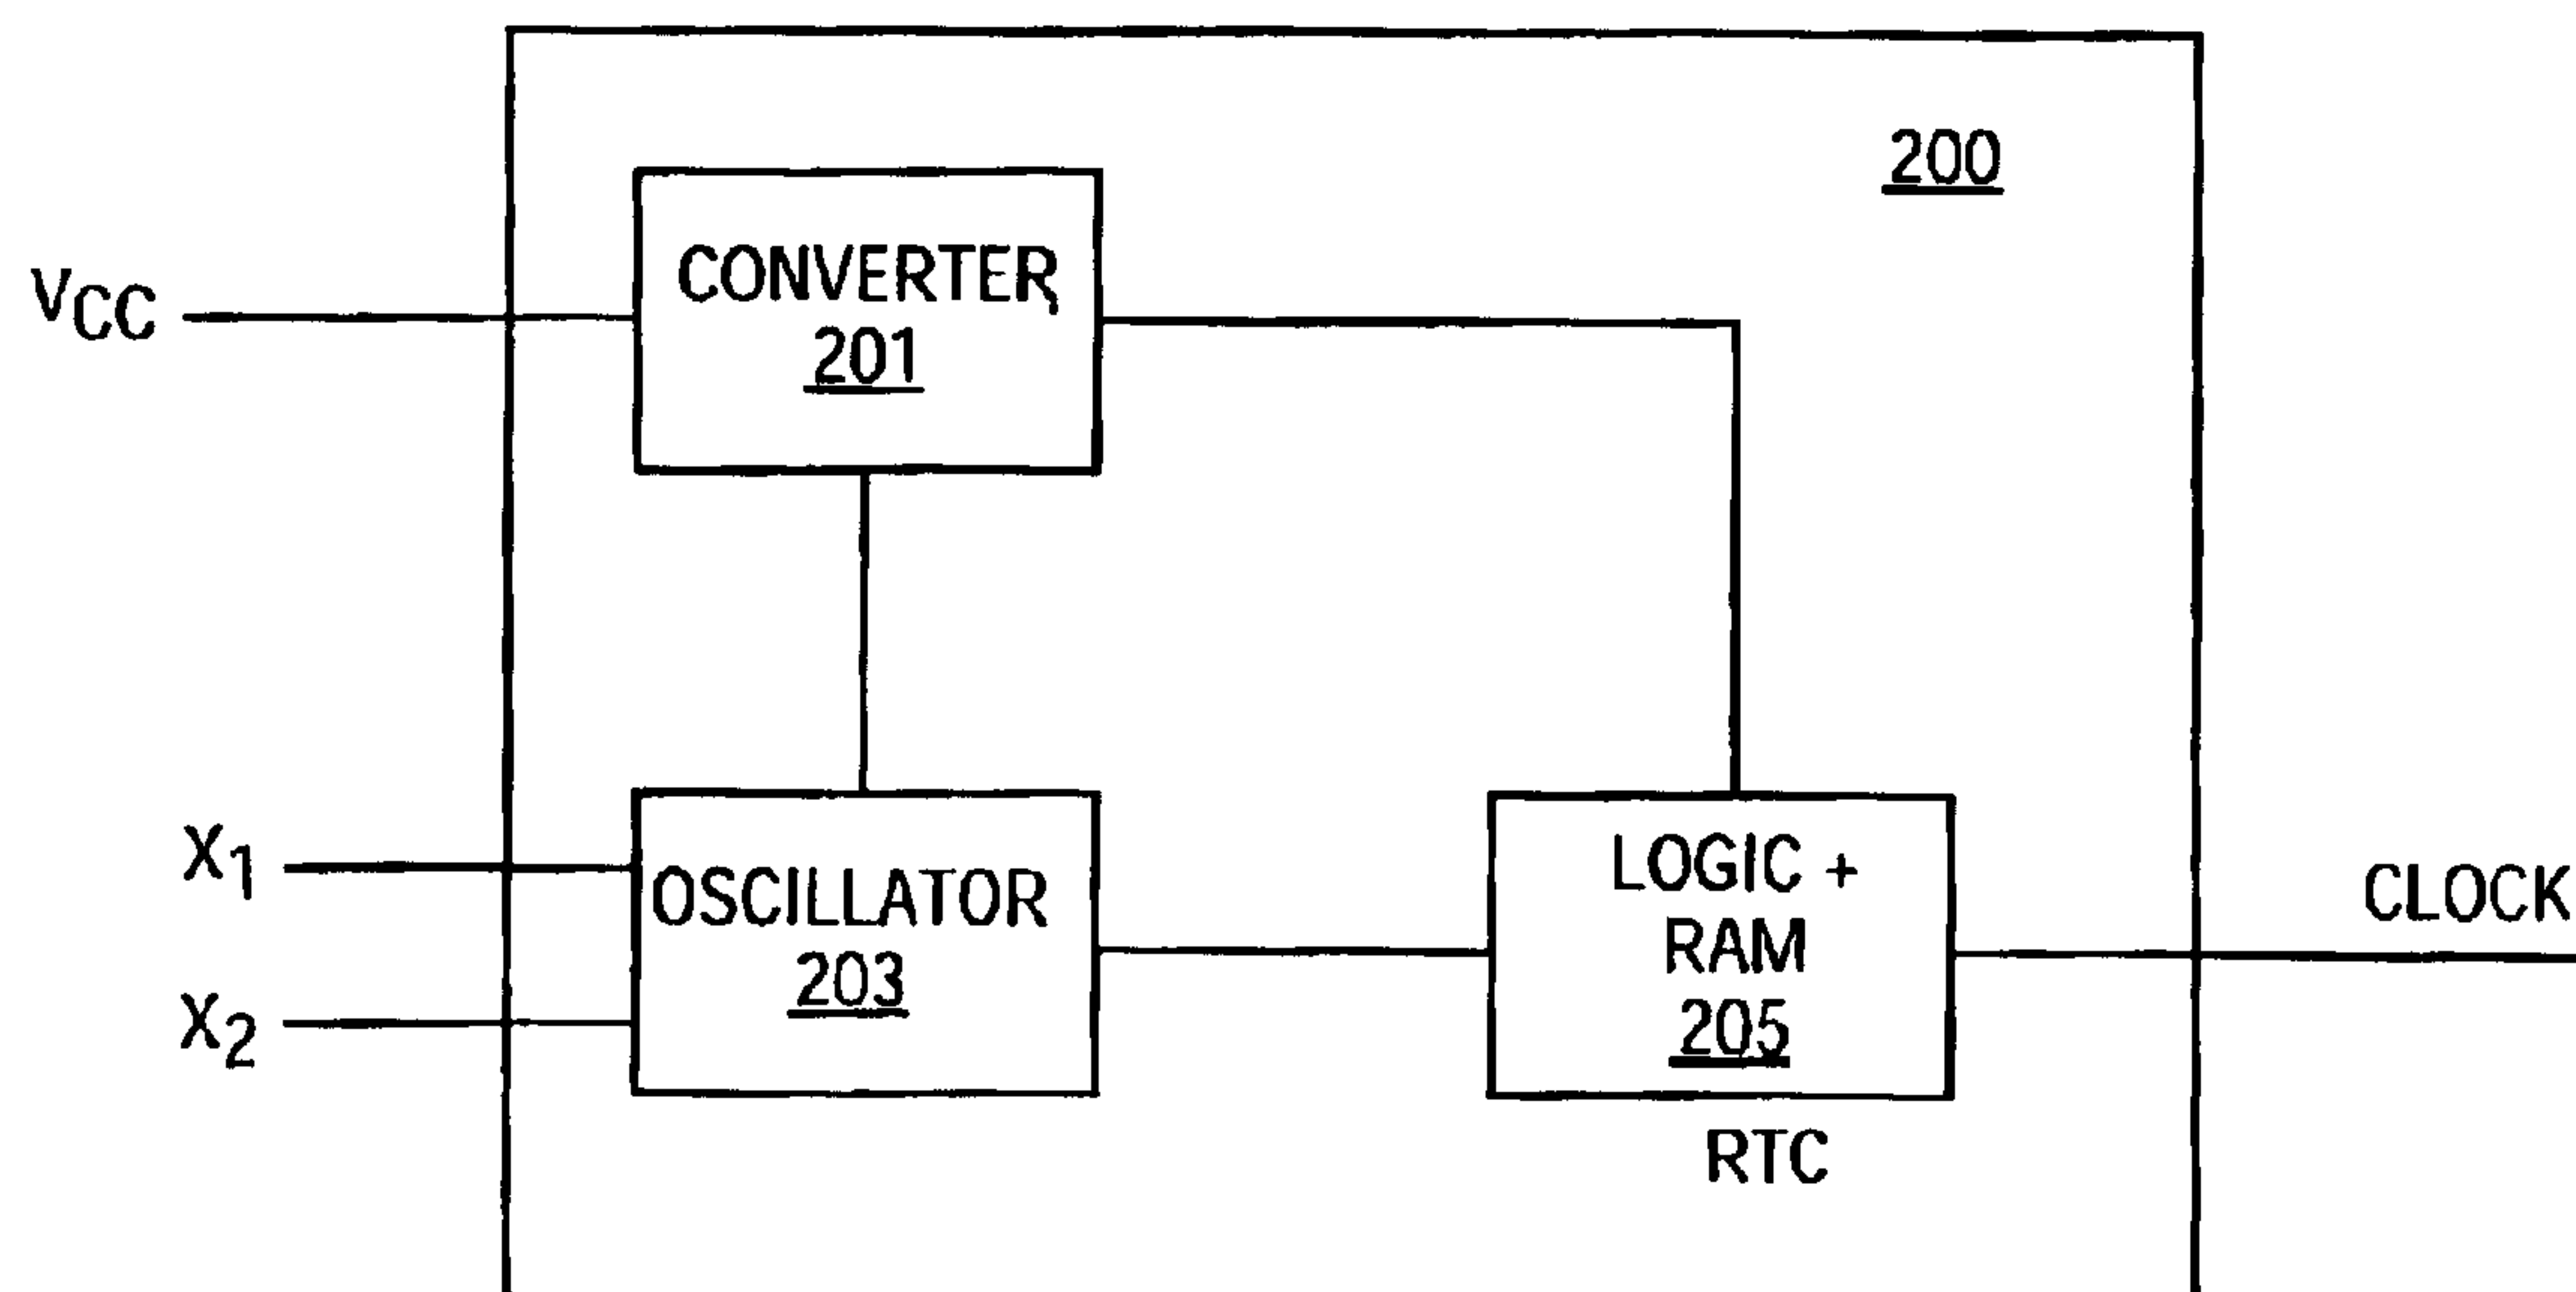 200
CONVERTER
201
VCC
X1
OSCILLATOR
203
X2
LOGIC +
RAM
205
RTC
CLOCK